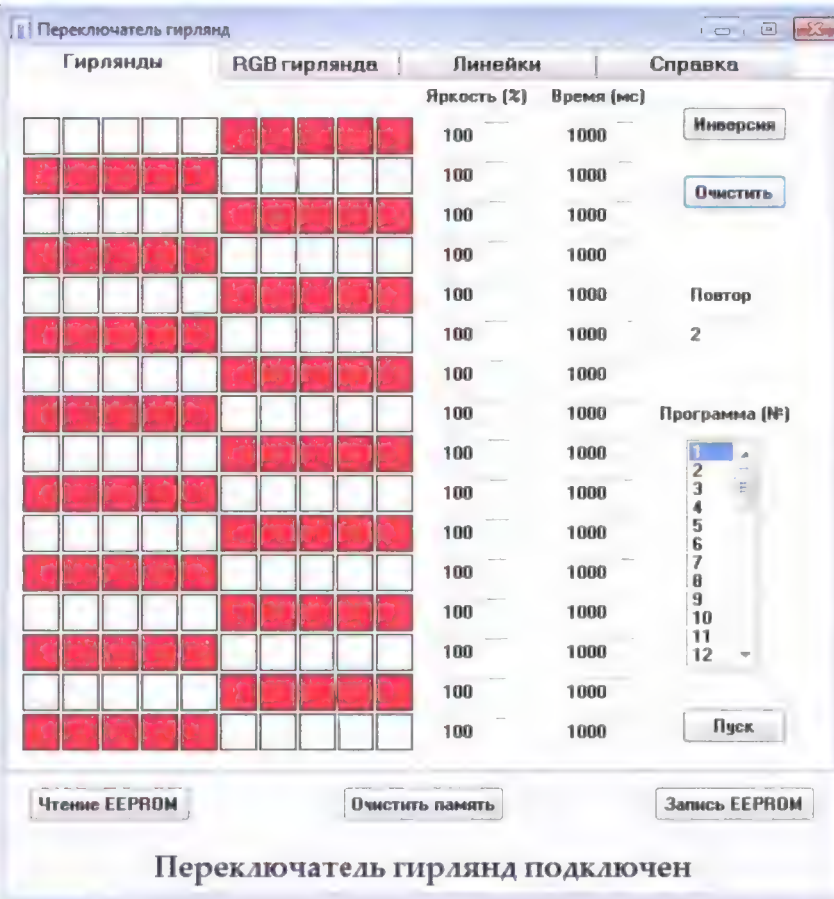 Переключатель гирлянд
Гирлянды RGB гирлянда Линейки Справка
Яркость (%) Время (мс)
100 1000 Инверсия
100 1000 Очистить
100 1000
100 1000
100 1000 Повтор
100 1000 2
100 1000
100 1000 Программа (№)
100 1000 1
2
100 1000 3
4
100 1000 5
6
100 1000 7
8
100 1000 9
10
100 1000 11
12
100 1000
100 1000 Пуск
Чтение EEPROM Очистить память Запись EEPROM
Переключатель гирлянд подключен